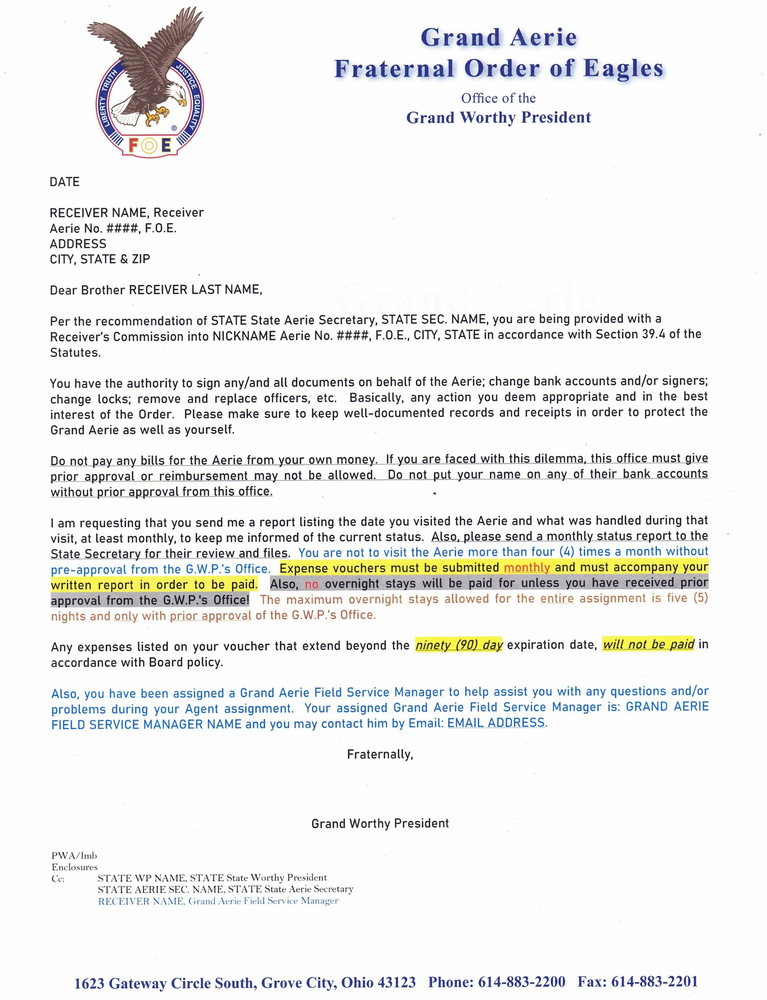 LIBERTY TRUTH JUSTICE EQUALITY
®
F O E
Grand Aerie
Fraternal Order of Eagles
Office of the
Grand Worthy President
DATE
RECEIVER NAME, Receiver
Aerie No. ####, F.O.E.
ADDRESS
CITY, STATE & ZIP
Dear Brother RECEIVER LAST NAME,
Grand Aerie
Per the recommendation of STATE State Aerie Secretary, STATE SEC. NAME, you are being provided with a
Receiver's Commission into NICKNAME Aerie No. ####, F.O.E., CITY, STATE in accordance with Section 39.4 of the
Statutes.
You have the authority to sign any/and all documents on behalf of the Aerie; change bank accounts and/or signers;
change locks; remove and replace officers, etc. Basically, any action you deem appropriate and in the best
interest of the Order. Please make sure to keep well-documented records and receipts in order to protect the
Grand Aerie as well as yourself.
Do not pay any bills for the Aerie from your own money. If you are faced with this dilemma, this office must give
prior approval or reimbursement may not be allowed. Do not put your name on any of their bank accounts
without prior approval from this office.
I am requesting that you send me a report listing the date you visited the Aerie and what was handled during that
visit, at least monthly, to keep me informed of the current status. Also, please send a monthly status report to the
State Secretary for their review and files. You are not to visit the Aerie more than four (4) times a month without
pre-approval from the G.W.P.'s Office. Expense vouchers must be submitted monthly and must accompany your
written report in order to be paid. Also, no overnight stays will be paid for unless you have received prior
approval from the G.W.P.'s Office! The maximum overnight stays allowed for the entire assignment is five (5)
nights and only with prior approval of the G.W.P.'s Office.
Any expenses listed on your voucher that extend beyond the ninety (90) day expiration date, will not be paid in
accordance with Board policy.
Also, you have been assigned a Grand Aerie Field Service Manager to help assist you with any questions and/or
problems during your Agent assignment. Your assigned Grand Aerie Field Service Manager is: GRAND AERIE
FIELD SERVICE MANAGER NAME and you may contact him by Email: EMAIL ADDRESS.
Fraternally,
Grand Worthy President
PWA/lmb
Enclosures
Cc: STATE WP NAME, STATE State Worthy President
STATE AERIE SEC. NAME, STATE State Aerie Secretary
RECEIVER NAME, Grand Aerie Field Service Manager
1623 Gateway Circle South, Grove City, Ohio 43123 Phone: 614-883-2200 Fax: 614-883-2201